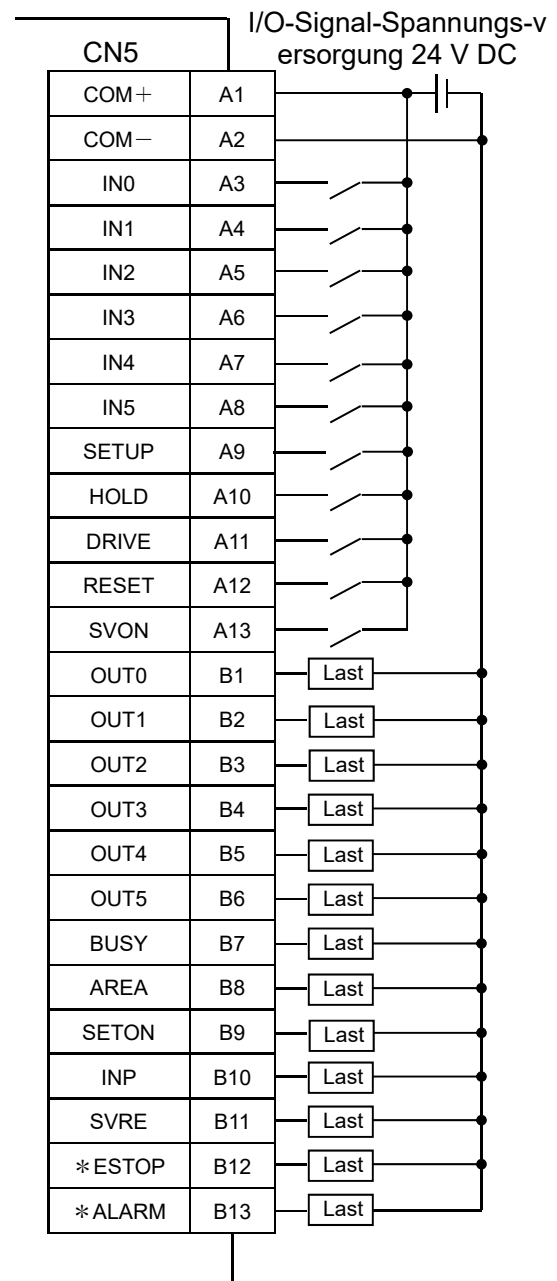 I/O-Signal-Spannungs-v
ersorgung 24 V DC
CN5
COM＋ A1
COM－ A2
IN0 A3
IN1 A4
IN2 A5
IN3 A6
IN4 A7
IN5 A8
SETUP A9
HOLD A10
DRIVE A11
RESET A12
SVON A13
OUT0 B1 Last
OUT1 B2 Last
OUT2 B3 Last
OUT3 B4 Last
OUT4 B5 Last
OUT5 B6 Last
BUSY B7 Last
AREA B8 Last
SETON B9 Last
INP B10 Last
SVRE B11 Last
＊ESTOP B12 Last
＊ALARM B13 Last